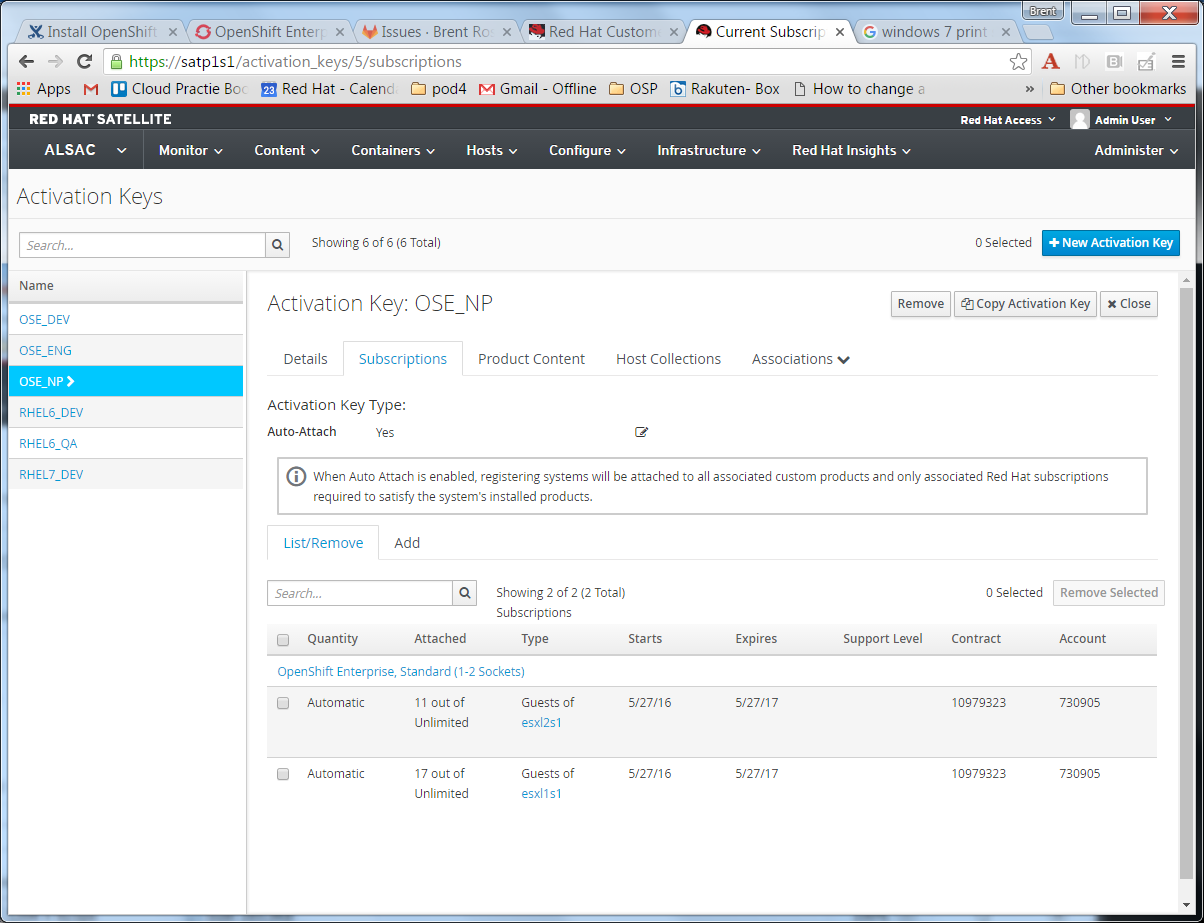 Brent
Install OpenShift
OpenShift Enterp
Issues · Brent Ros
Red Hat Custom
Current Subscrip
windows 7 print
https://satp1s1/activation_keys/5/subscriptions
Apps
Cloud Practie Boo
Red Hat - Calenda
pod4
Gmail - Offline
OSP
Rakuten- Box
How to change a
»
Other bookmarks
RED HAT SATELLITE
Red Hat Access
Admin User
ALSAC
Monitor
Content
Containers
Hosts
Configure
Infrastructure
Red Hat Insights
Administer
Activation Keys
Search...
Showing 6 of 6 (6 Total)
0 Selected
+ New Activation Key
Name
OSE_DEV
OSE_ENG
OSE_NP
RHEL6_DEV
RHEL6_QA
RHEL7_DEV
Activation Key: OSE_NP
Remove
Copy Activation Key
Close
Details
Subscriptions
Product Content
Host Collections
Associations
Activation Key Type:
Auto-Attach Yes
When Auto Attach is enabled, registering systems will be attached to all associated custom products and only associated Red Hat subscriptions
required to satisfy the system's installed products.
List/Remove
Add
Search...
Showing 2 of 2 (2 Total)
Subscriptions
0 Selected
Remove Selected
Quantity Attached Type Starts Expires Support Level Contract Account
OpenShift Enterprise, Standard (1-2 Sockets)
Automatic 11 out of Guests of 5/27/16 5/27/17 10979323 730905
Unlimited esxl2s1
Automatic 17 out of Guests of 5/27/16 5/27/17 10979323 730905
Unlimited esxl1s1